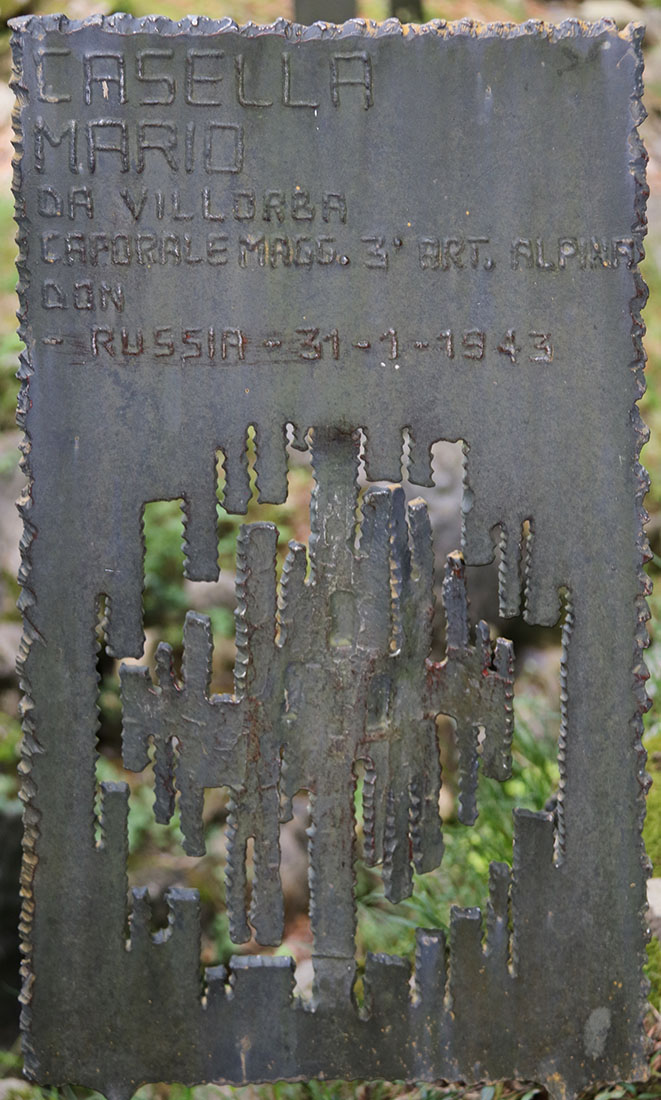 CASELLA
MARIO
DA VILLORBA
CAPORALE MAGG. 3° ART. ALPINA
DON
- RUSSIA - 31-1-1943